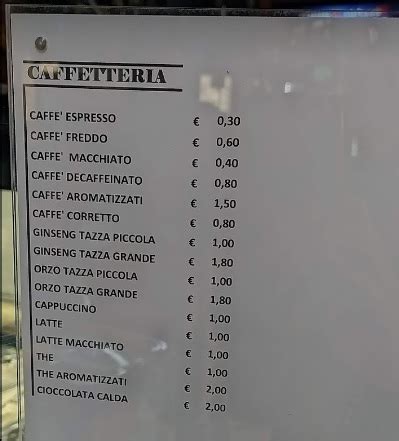 CAFFETTERIA
CAFFE' ESPRESSO € 0,30
CAFFE' FREDDO € 0,60
CAFFE' MACCHIATO € 0,40
CAFFE' DECAFFEINATO € 0,80
CAFFE' AROMATIZZATI € 1,50
CAFFE' CORRETTO € 0,80
GINSENG TAZZA PICCOLA € 1,00
GINSENG TAZZA GRANDE € 1,80
ORZO TAZZA PICCOLA € 1,00
ORZO TAZZA GRANDE € 1,80
CAPPUCCINO € 1,00
LATTE € 1,00
LATTE MACCHIATO € 1,00
THE € 1,00
THE AROMATIZZATI € 2,00
CIOCCOLATA CALDA € 2,00